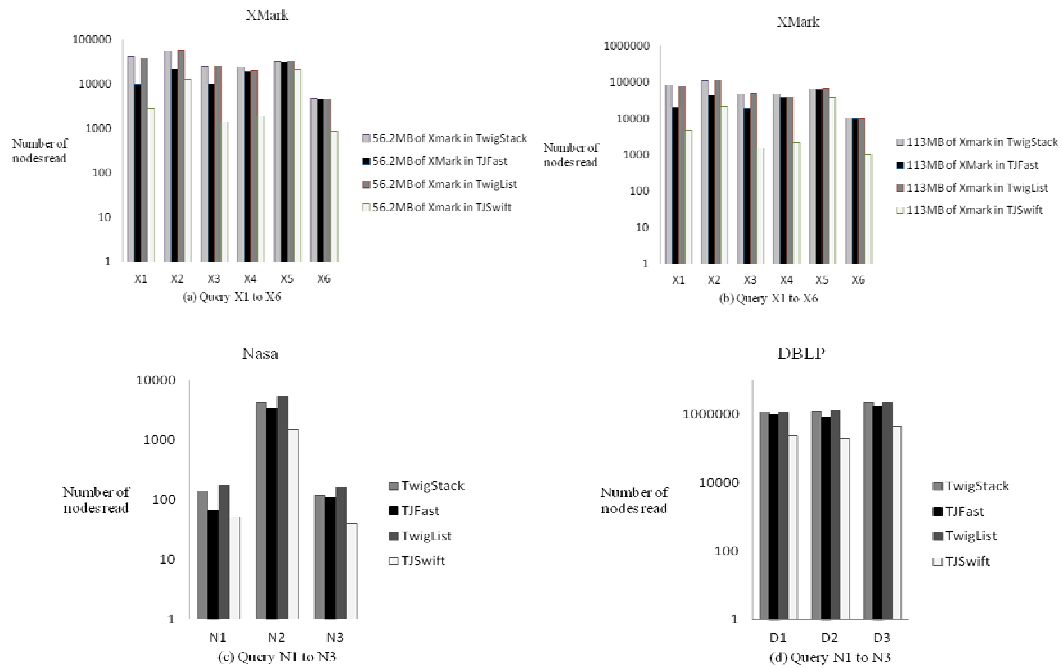 XMark
100000
10000
1000
100
10
1
Number of
nodes read
X1 X2 X3 X4 X5 X6
(a) Query X1 to X6
56.2MB of Xmark in TwigStack
56.2MB of XMark in TJFast
56.2MB of Xmark in TwigList
56.2MB of Xmark in TJSwift
XMark
1000000
100000
10000
1000
100
10
1
Number of
nodes read
X1 X2 X3 X4 X5 X6
(b) Query X1 to X6
113MB of Xmark in TwigStack
113MB of XMark in TJFast
113MB of Xmark in TwigList
113MB of Xmark in TJSwift
Nasa
10000
1000
100
10
1
Number of
nodes read
N1 N2 N3
(c) Query N1 to N3
TwigStack
TJFast
TwigList
TJSwift
DBLP
1000000
10000
100
1
Number of
nodes read
D1 D2 D3
(d) Query N1 to N3
TwigStack
TJFast
TwigList
TJSwift